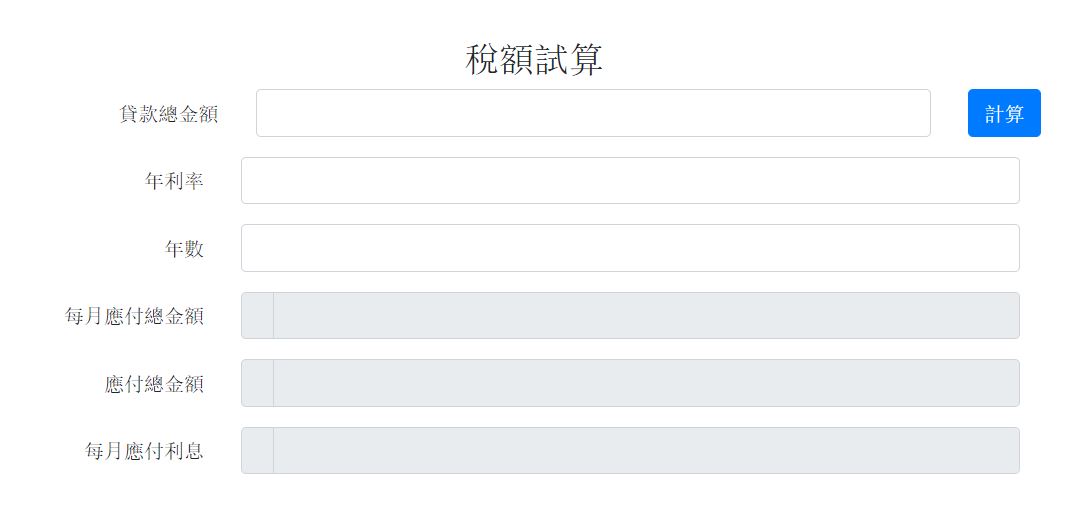 稅額試算
貸款總金額
計算
年利率
年數
每月應付總金額
應付總金額
每月應付利息